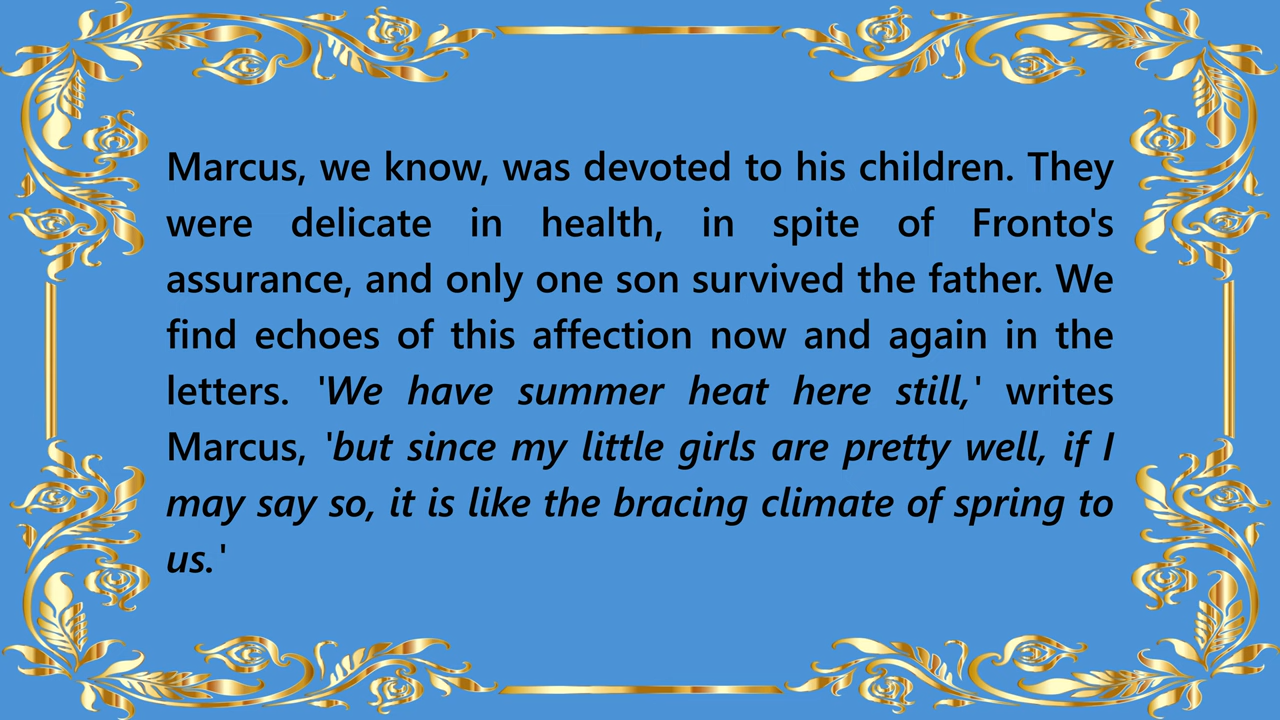 Marcus, we know, was devoted to his children. They
were delicate in health, in spite of Fronto's
assurance, and only one son survived the father. We
find echoes of this affection now and again in the
letters. 'We have summer heat here still,' writes
Marcus, 'but since my little girls are pretty well, if I
may say so, it is like the bracing climate of spring to
us.'